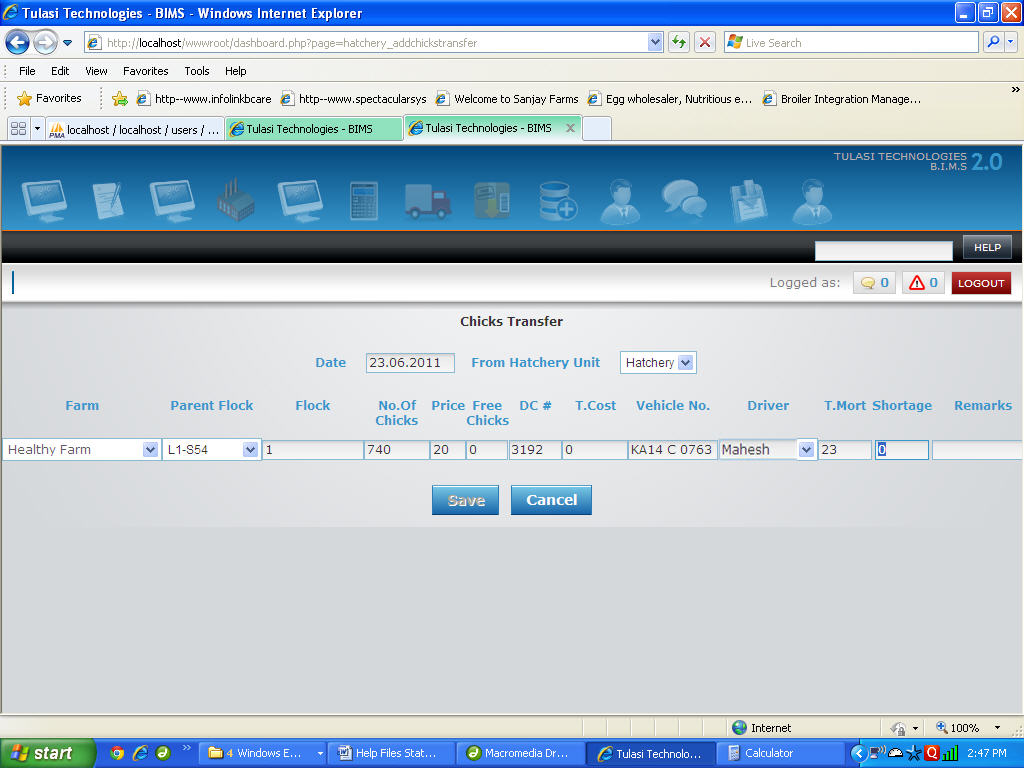 Tulasi Technologies - BIMS - Windows Internet Explorer
http://localhost/wwwroot/dashboard.php?page=hatchery_addchickstransfer
Live Search
File Edit View Favorites Tools Help
Favorites http--www.infolinkbcare http--www.spectacularsys Welcome to Sanjay Farms Egg wholesaler, Nutritious e... Broiler Integration Manage... »
PMA localhost / localhost / users / ... Tulasi Technologies - BIMS Tulasi Technologies - BIMS X
TULASI TECHNOLOGIES
B.I.M.S 2.0
HELP
Logged as: 0 0 LOGOUT
Chicks Transfer
Date 23.06.2011 From Hatchery Unit Hatchery
Farm Parent Flock Flock No.Of Chicks Price Free Chicks DC # T.Cost Vehicle No. Driver T.Mort Shortage Remarks
Healthy Farm L1-S54 1 740 20 0 3192 0 KA14 C 0763 Mahesh 23 0
Save Cancel
Internet 100%
start » 4 Windows E... Help Files Stat... Macromedia Dr... Tulasi Technolo... Calculator 2:47 PM